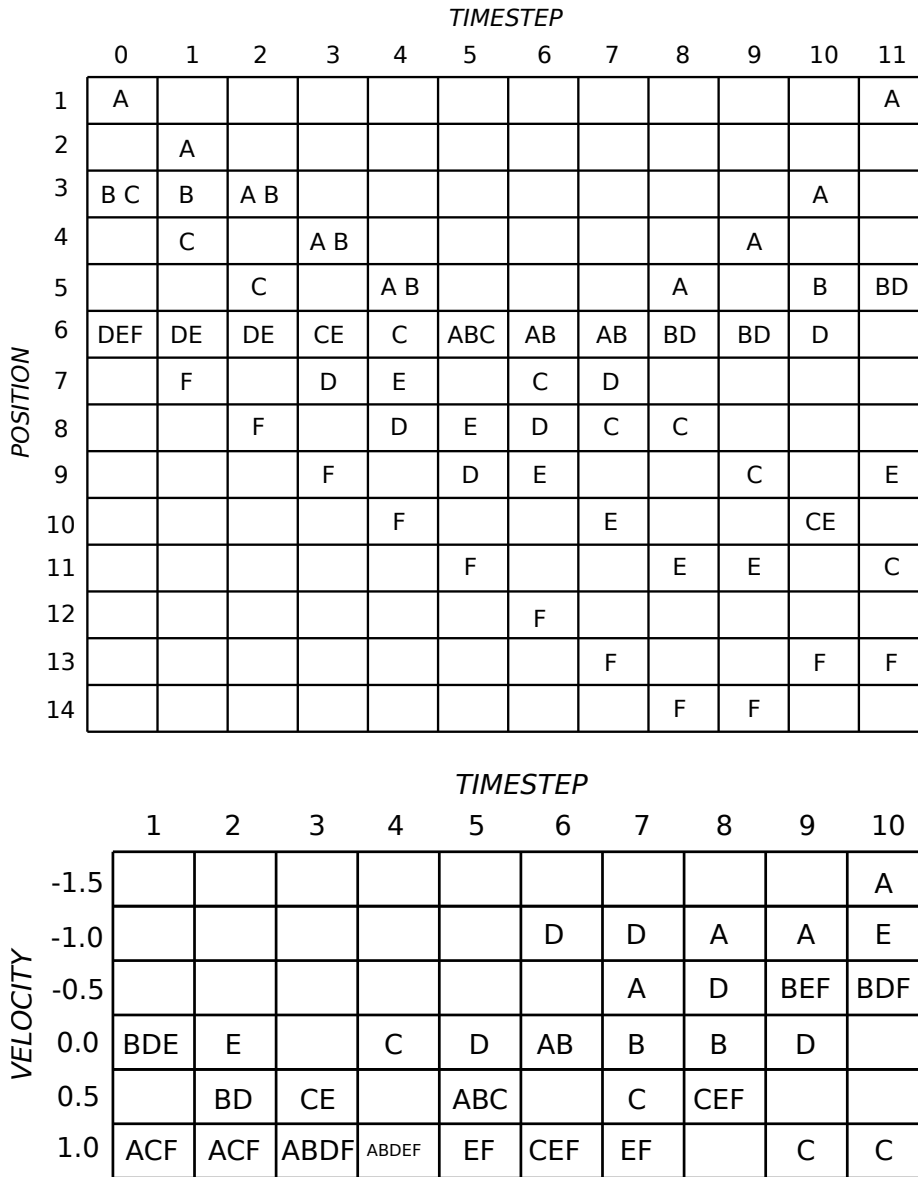 TIMESTEP
0 1 2 3 4 5 6 7 8 9 10 11
POSITION
1 A A
2 A
3 B C B A B A
4 C A B A
5 C A B A B BD
6 DEF DE DE CE C ABC AB AB BD BD D
7 F D E C D
8 F D E D C C
9 F D E C E
10 F E CE
11 F E E C
12 F
13 F F F
14 F F
TIMESTEP
1 2 3 4 5 6 7 8 9 10
VELOCITY
-1.5 A
-1.0 D D A A E
-0.5 A D BEF BDF
0.0 BDE E C D AB B B D
0.5 BD CE ABC C CEF
1.0 ACF ACF ABDF ABDEF EF CEF EF C C